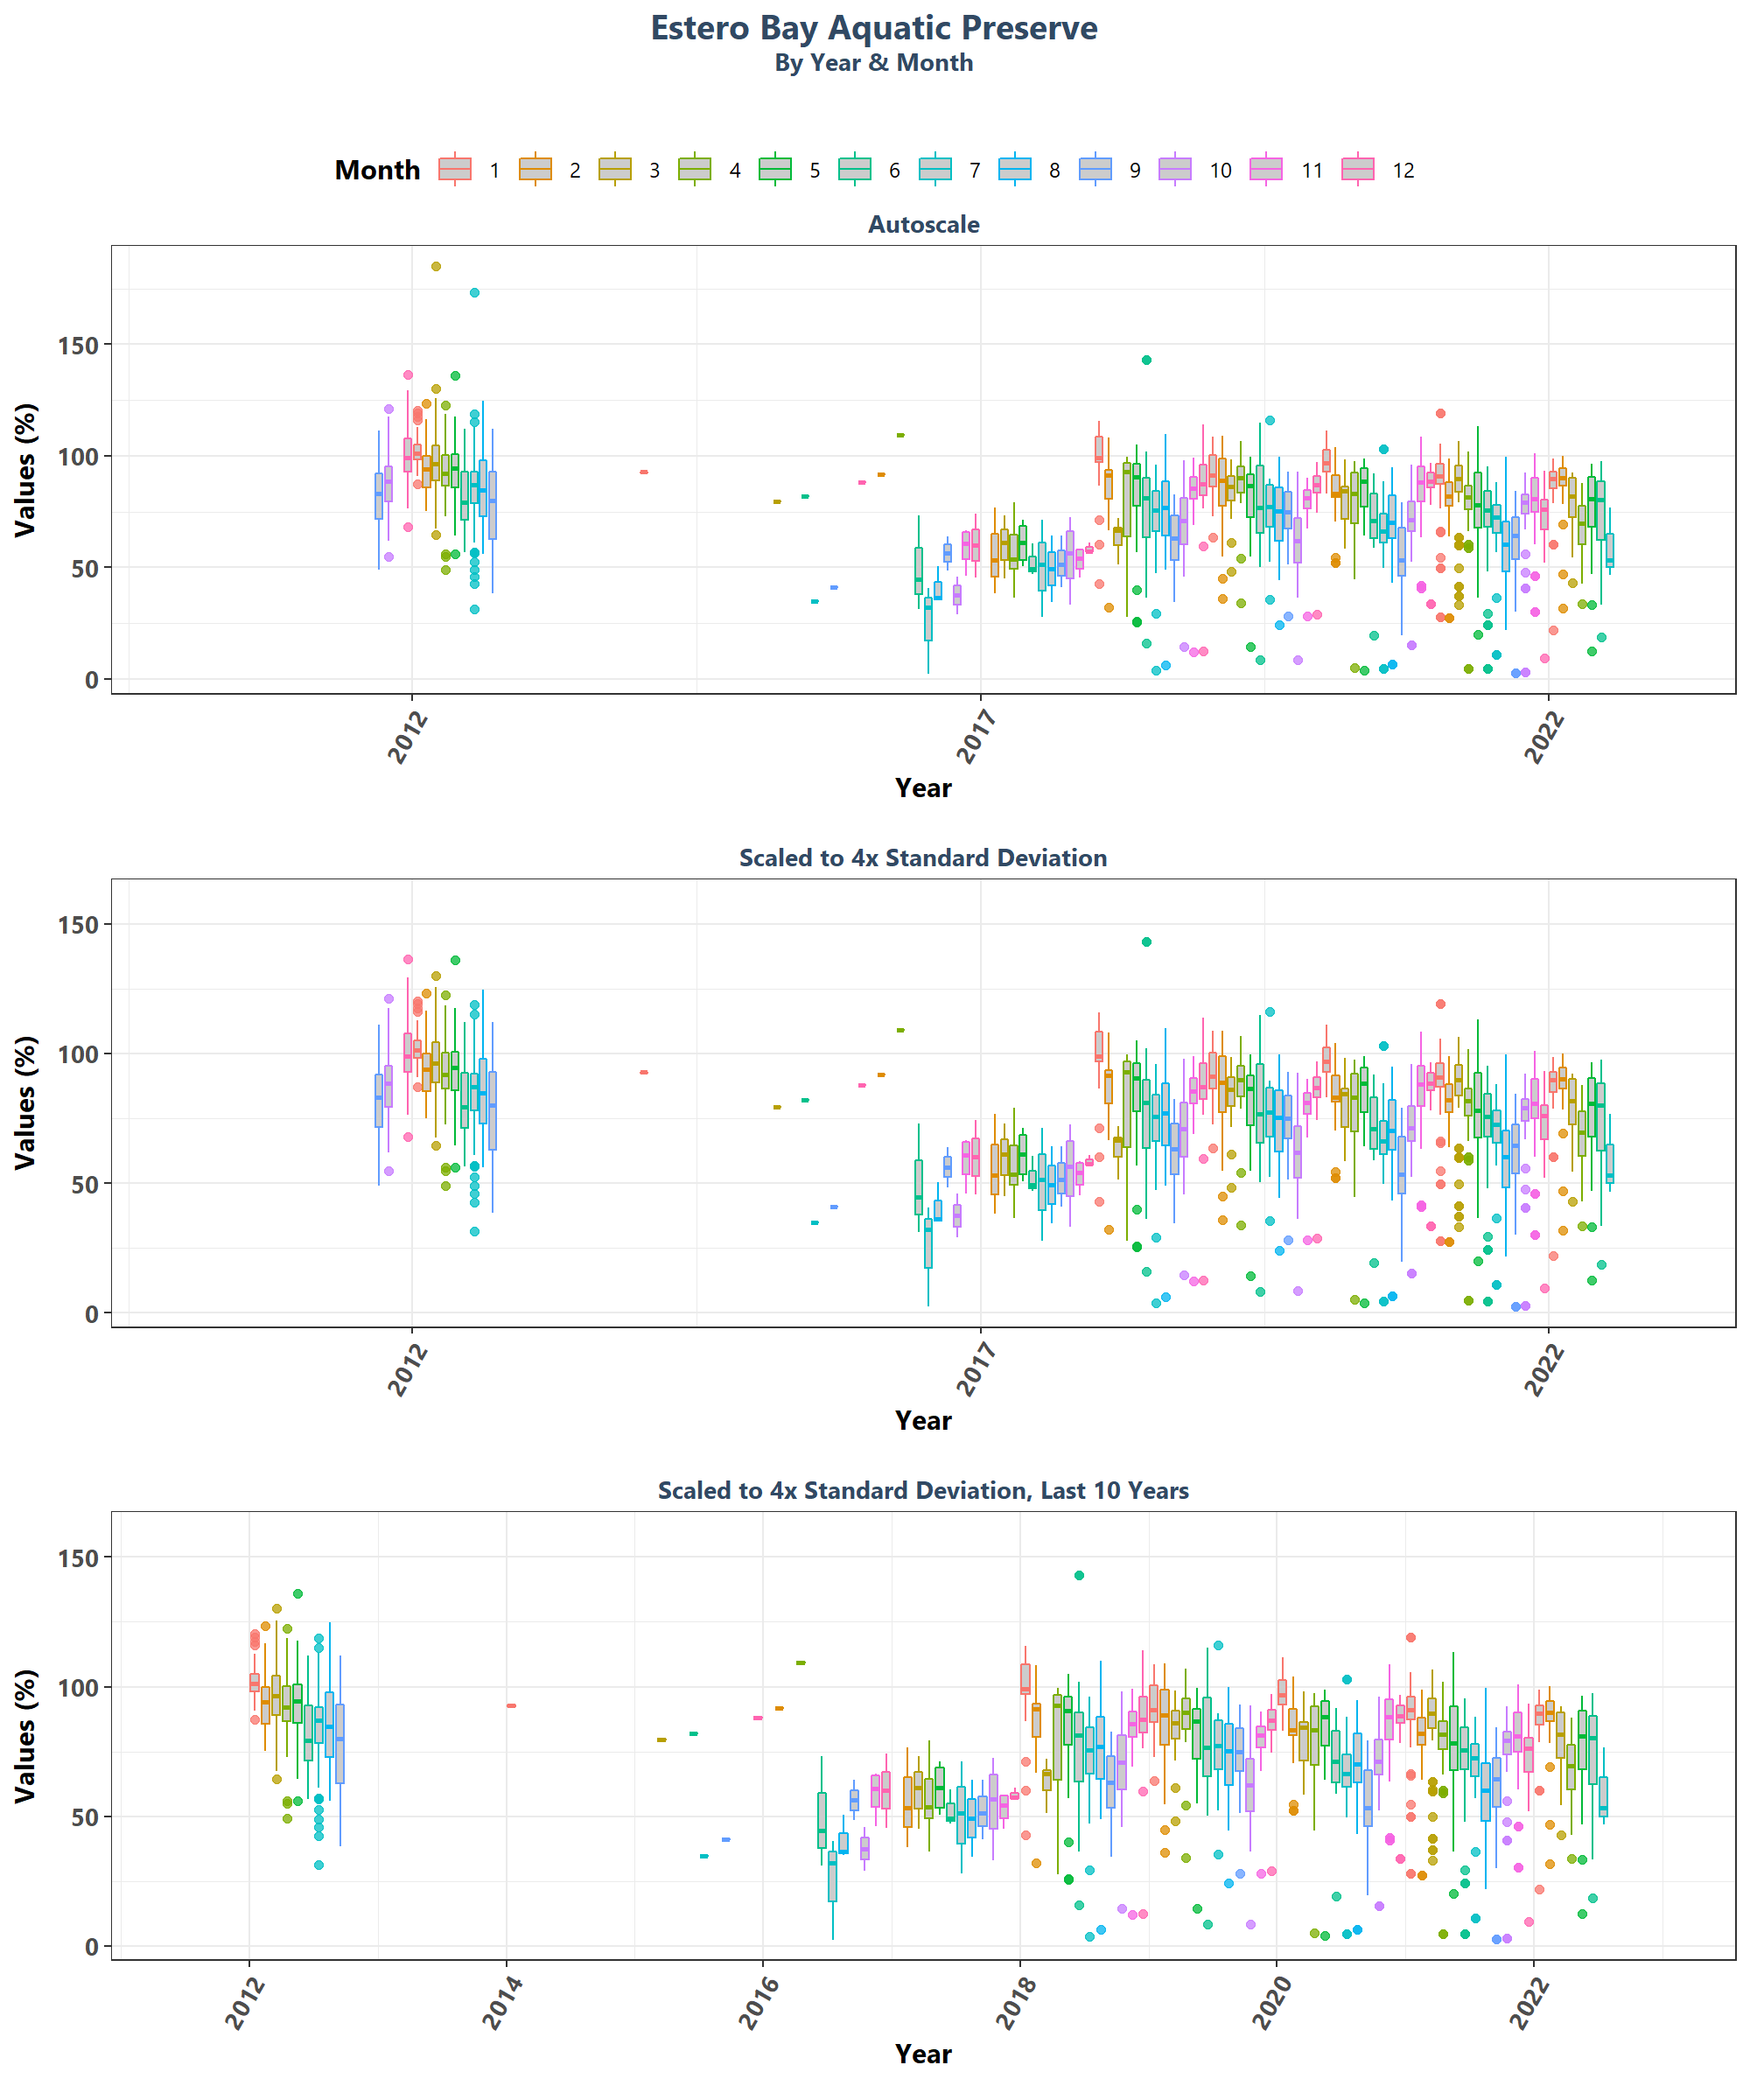 Estero Bay Aquatic Preserve
By Year & Month
Month 1 2 3 4 5 6 7 8 9 10 11 12
Autoscale
Values (%)
150
100
50
0
2012 2017 2022
Year
Scaled to 4x Standard Deviation
Values (%)
150
100
50
0
2012 2017 2022
Year
Scaled to 4x Standard Deviation, Last 10 Years
Values (%)
150
100
50
0
2012 2014 2016 2018 2020 2022
Year